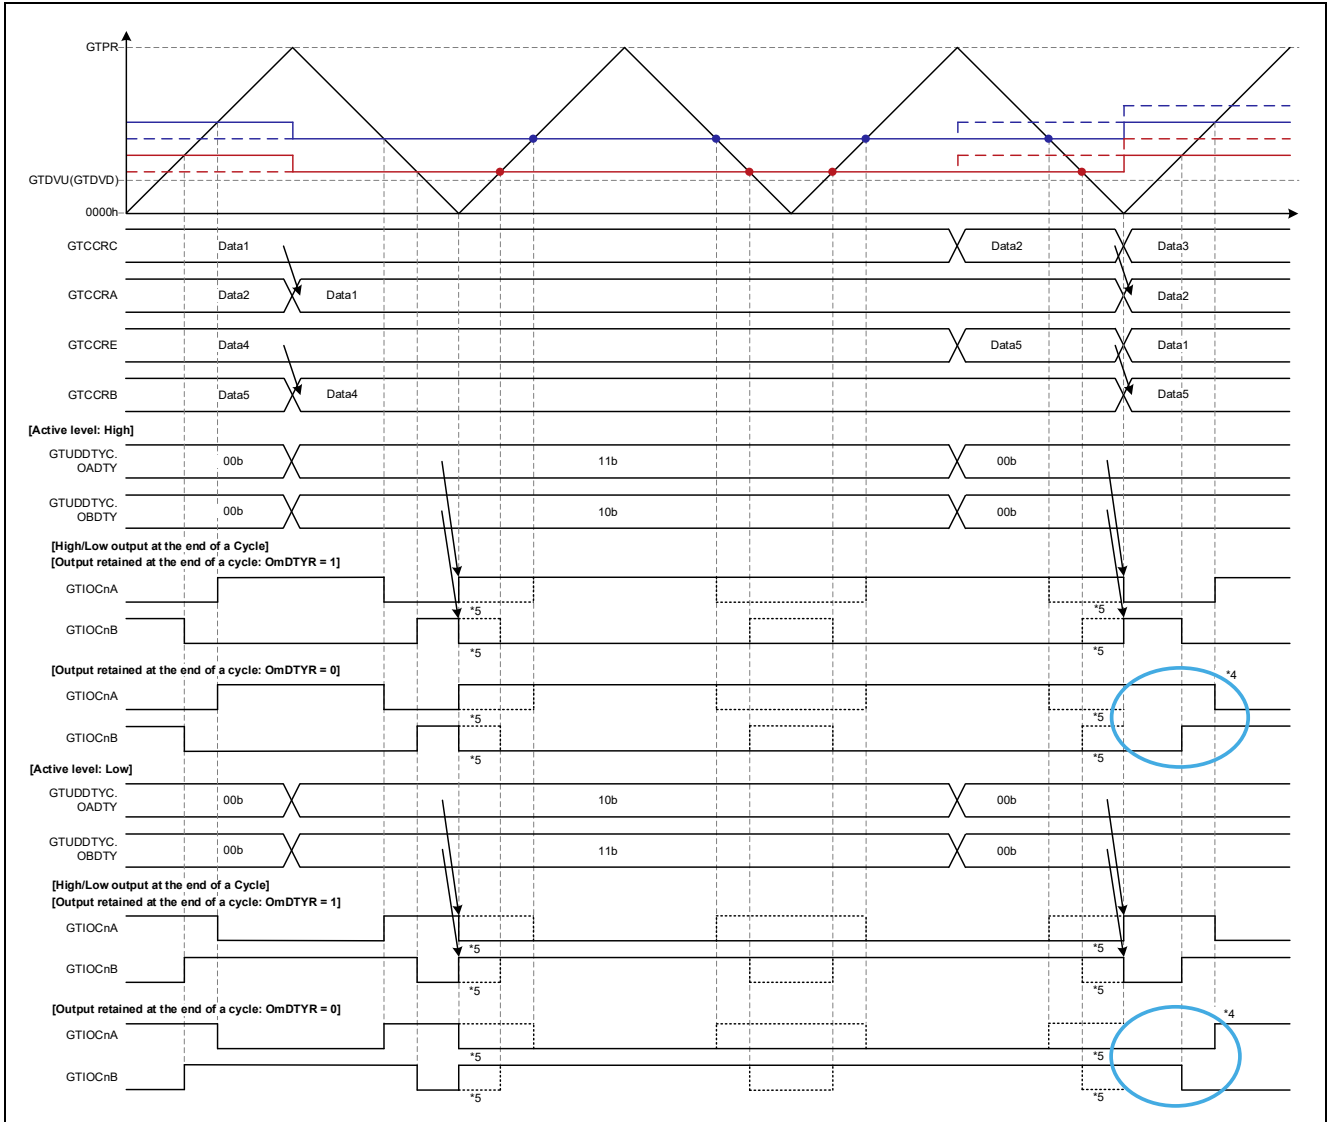 GTPR
GTDVU(GTDVD)
0000h
GTCCRC Data1 Data2 Data3
GTCCRA Data2 Data1 Data2
GTCCRE Data4 Data5 Data1
GTCCRB Data5 Data4 Data5
[Active level: High]
GTUDDTYC.
OADTY 00b 11b 00b
GTUDDTYC.
OBDTY 00b 10b 00b
[High/Low output at the end of a Cycle]
[Output retained at the end of a cycle: OmDTYR = 1]
GTIOCnA
*5 *5
GTIOCnB
*5 *5
[Output retained at the end of a cycle: OmDTYR = 0]
*4
GTIOCnA
*5 *5
GTIOCnB
*5 *5
[Active level: Low]
GTUDDTYC.
OADTY 00b 10b 00b
GTUDDTYC.
OBDTY 00b 11b 00b
[High/Low output at the end of a Cycle]
[Output retained at the end of a cycle: OmDTYR = 1]
GTIOCnA
*5 *5
GTIOCnB
*5 *5
[Output retained at the end of a cycle: OmDTYR = 0]
*4
GTIOCnA
*5 *5
GTIOCnB
*5 *5